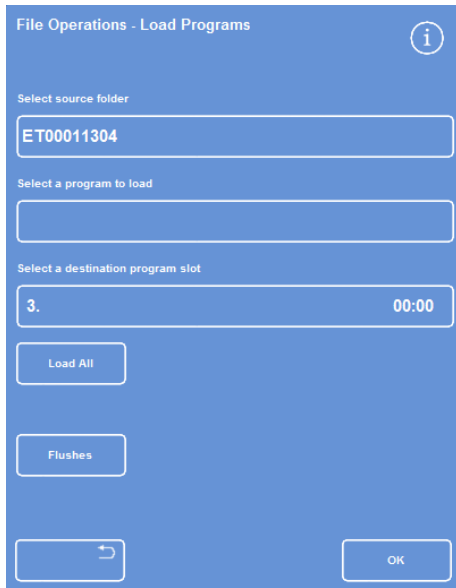 File Operations - Load Programs
i
Select source folder
ET00011304
Select a program to load
Select a destination program slot
3. 00:00
Load All
Flushes
OK